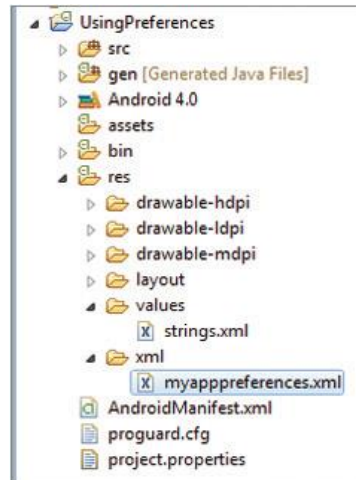 UsingPreferences
src
gen [Generated Java Files]
Android 4.0
assets
bin
res
drawable-hdpi
drawable-ldpi
drawable-mdpi
layout
values
strings.xml
xml
myapppreferences.xml
AndroidManifest.xml
proguard.cfg
project.properties